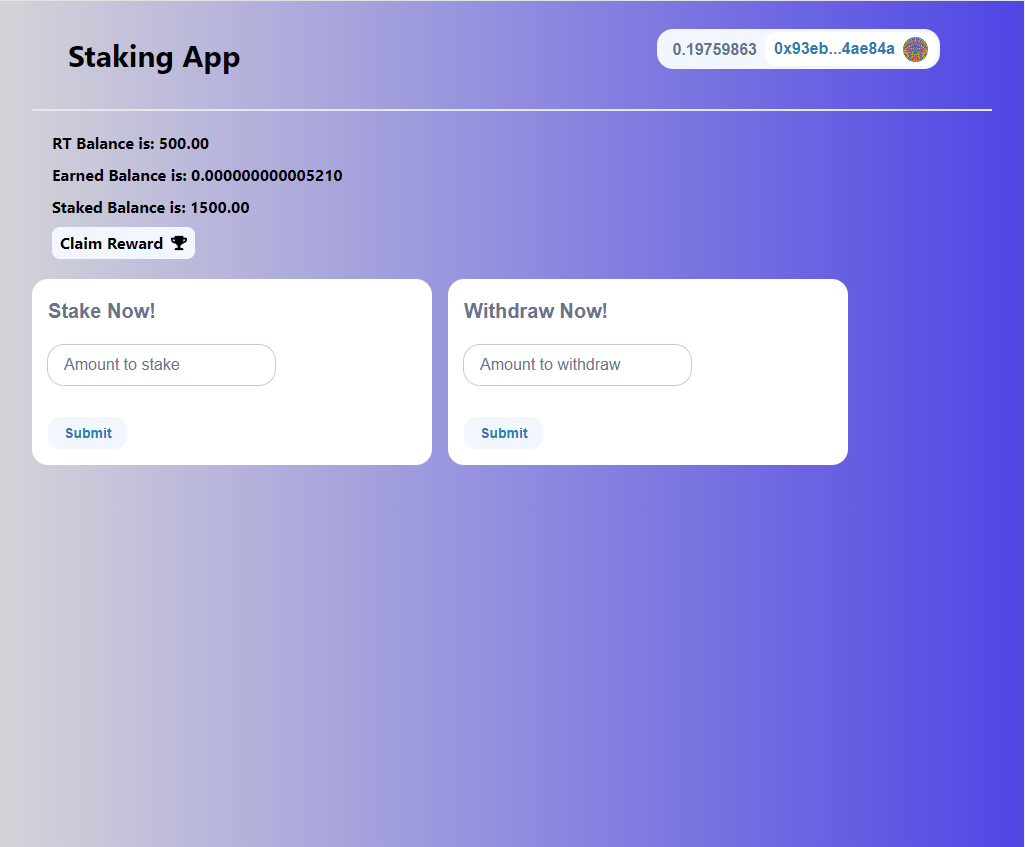 Staking App
0.19759863 0x93eb...4ae84a
RT Balance is: 500.00
Earned Balance is: 0.000000000005210
Staked Balance is: 1500.00
Claim Reward
Stake Now!
Amount to stake
Submit
Withdraw Now!
Amount to withdraw
Submit